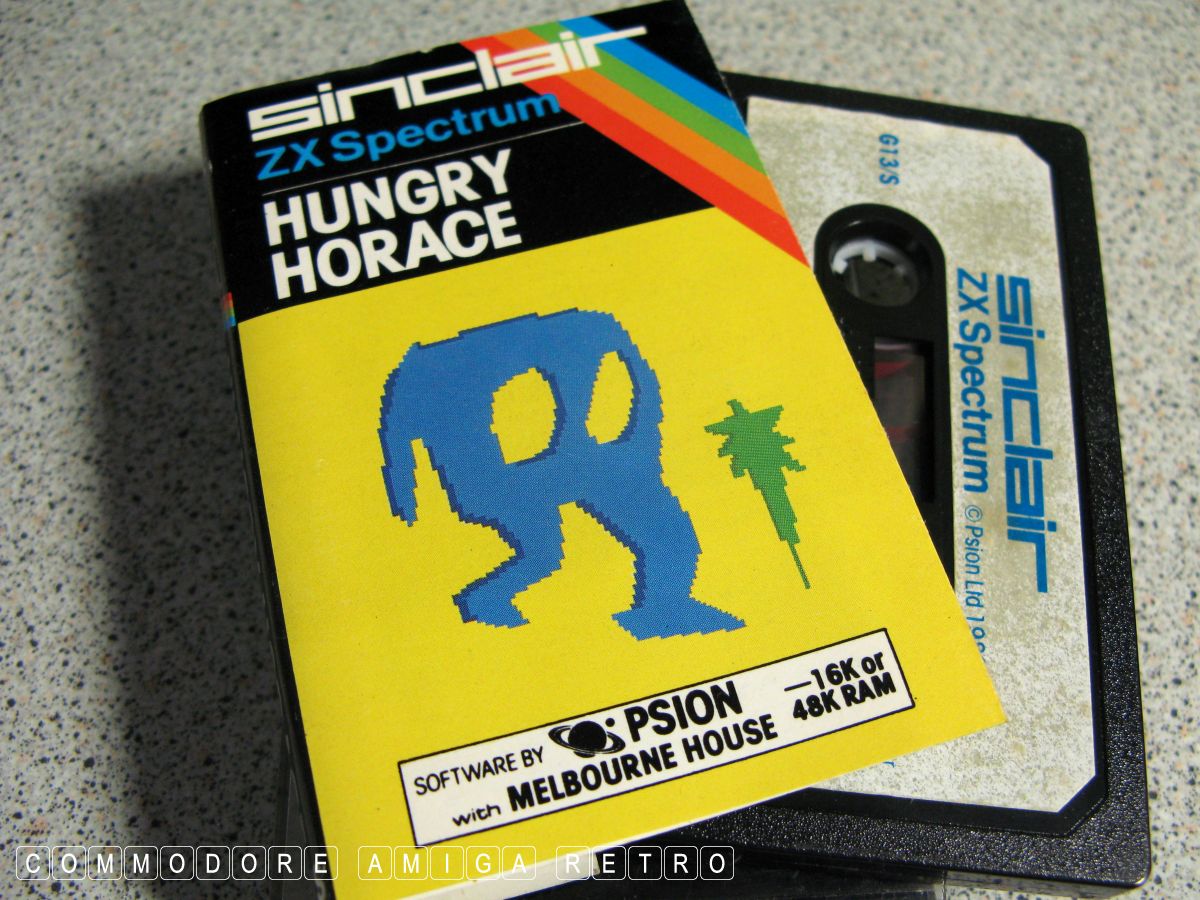 sinclair
ZX Spectrum
HUNGRY
HORACE
SOFTWARE BY PSION
with MELBOURNE HOUSE
—16K or
48K RAM
G13/S
sinclair
ZX Spectrum
© Psion Ltd
COMMODORE AMIGA RETRO